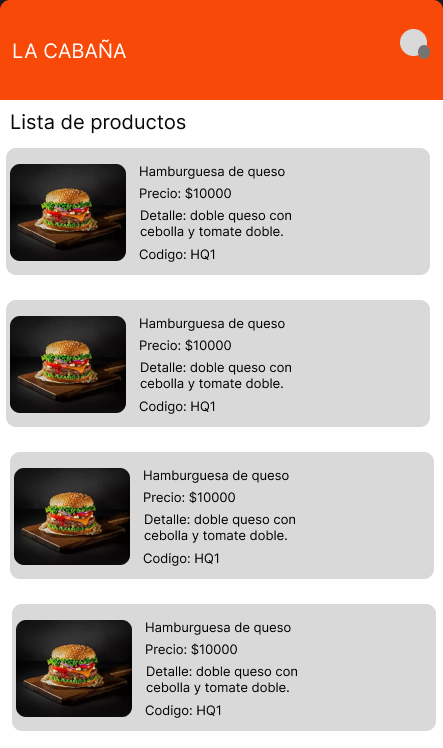 LA CABAÑA
Lista de productos
Hamburguesa de queso
Precio: $10000
Detalle: doble queso con
cebolla y tomate doble.
Codigo: HQ1
Hamburguesa de queso
Precio: $10000
Detalle: doble queso con
cebolla y tomate doble.
Codigo: HQ1
Hamburguesa de queso
Precio: $10000
Detalle: doble queso con
cebolla y tomate doble.
Codigo: HQ1
Hamburguesa de queso
Precio: $10000
Detalle: doble queso con
cebolla y tomate doble.
Codigo: HQ1